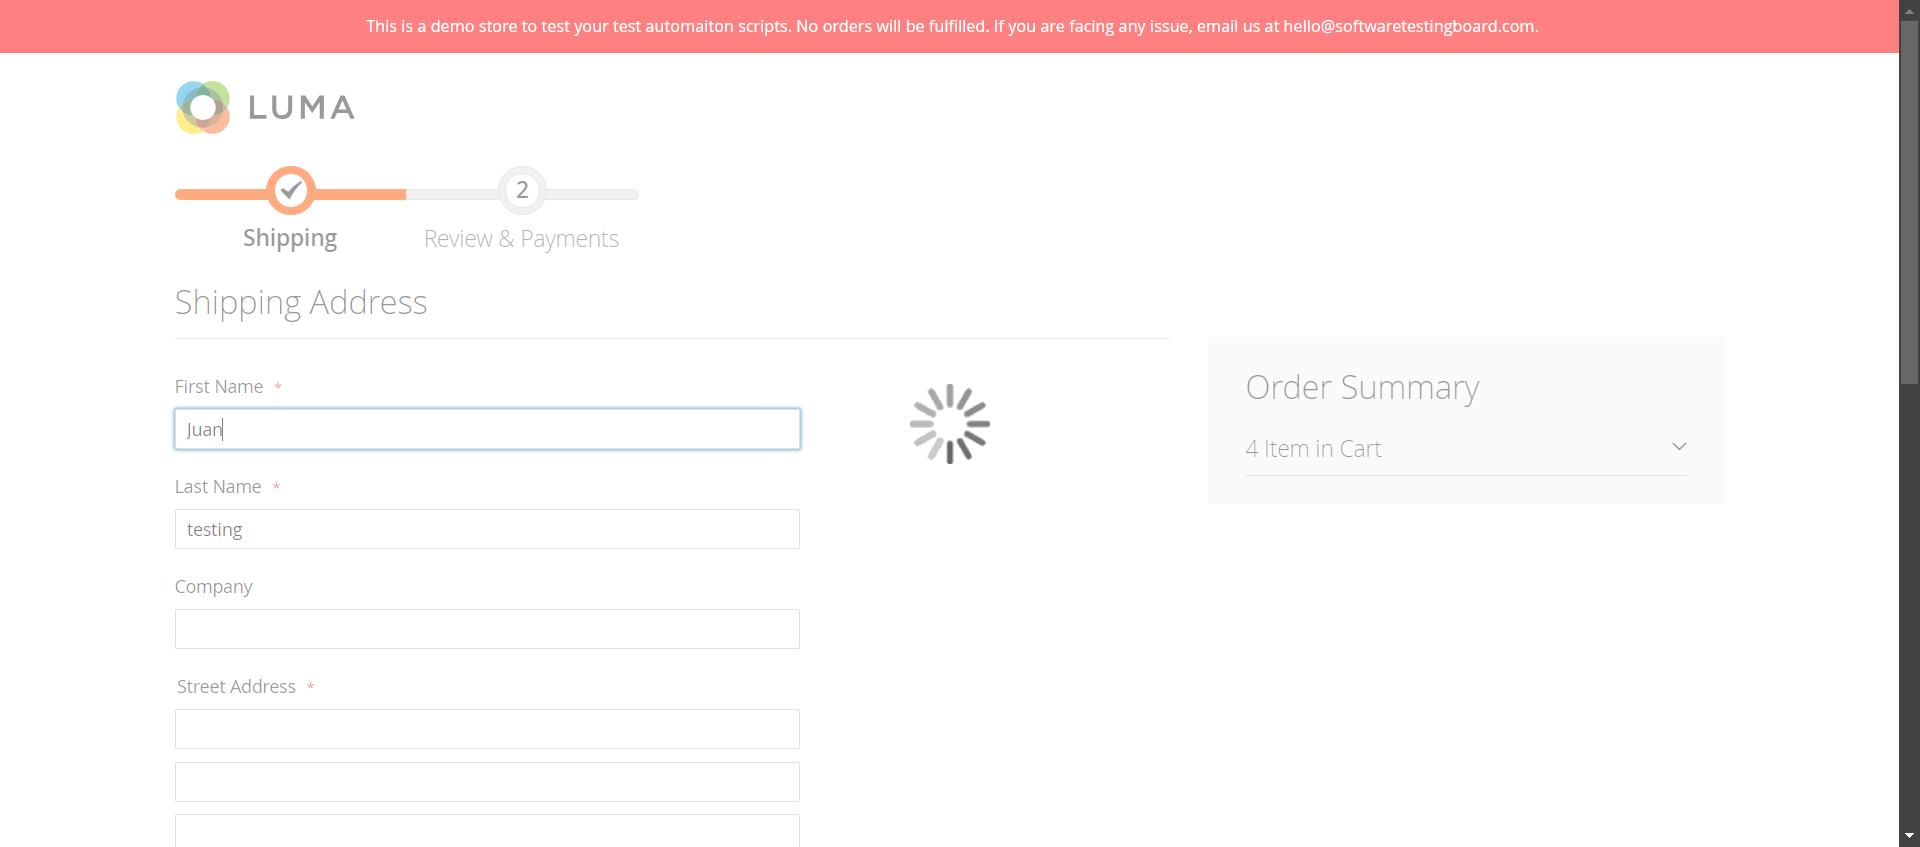 This is a demo store to test your test automaiton scripts. No orders will be fulfilled. If you are facing any issue, email us at hello@softwaretestingboard.com.
LUMA
2
Shipping
Review & Payments
Shipping Address
First Name *
Juan
Last Name *
testing
Company
Street Address *
Order Summary
4 Item in Cart